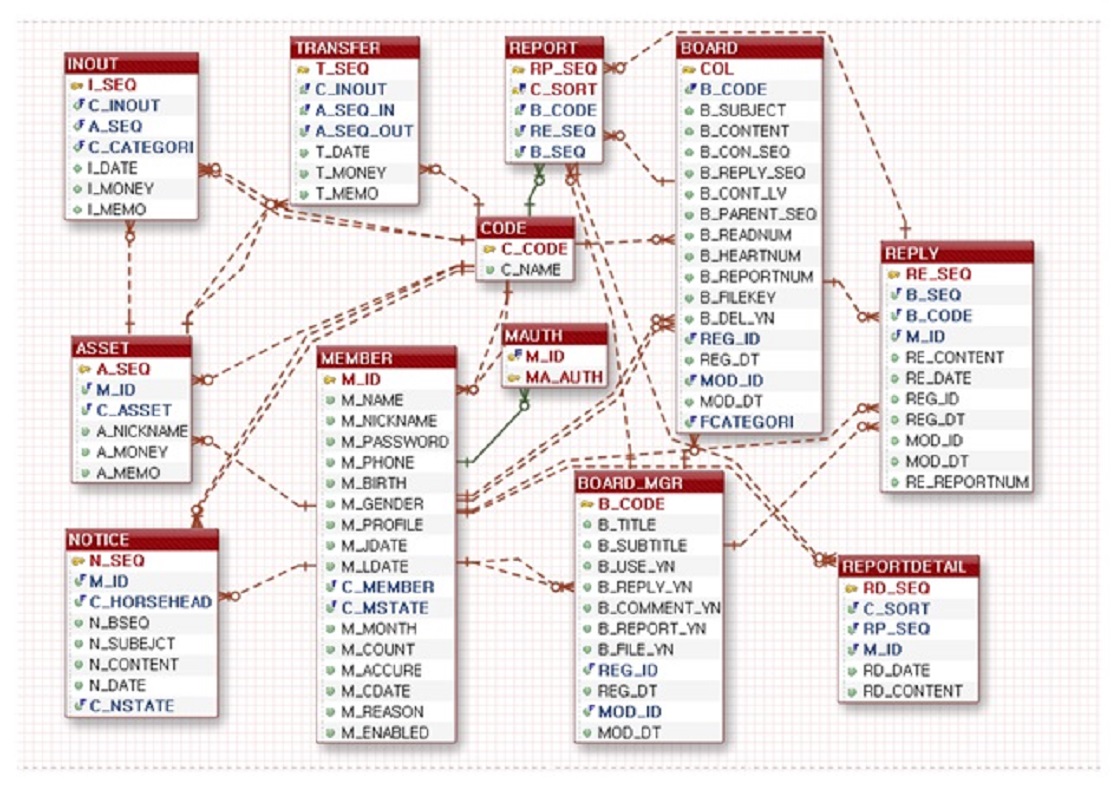 INOUT
I_SEQ
C_INOUT
A_SEQ
C_CATEGORI
I_DATE
I_MONEY
I_MEMO
TRANSFER
T_SEQ
C_INOUT
A_SEQ_IN
A_SEQ_OUT
T_DATE
T_MONEY
T_MEMO
REPORT
RP_SEQ
C_SORT
B_CODE
RE_SEQ
B_SEQ
BOARD
COL
B_CODE
B_SUBJECT
B_CONTENT
B_CON_SEQ
B_REPLY_SEQ
B_CONT_LV
B_PARENT_SEQ
B_READNUM
B_HEARTNUM
B_REPORTNUM
B_FILEKEY
B_DEL_YN
REG_ID
REG_DT
MOD_ID
MOD_DT
FCATEGORI
CODE
C_CODE
C_NAME
REPLY
RE_SEQ
B_SEQ
B_CODE
M_ID
RE_CONTENT
RE_DATE
REG_ID
REG_DT
MOD_ID
MOD_DT
RE_REPORTNUM
MAUTH
M_ID
MA_AUTH
ASSET
A_SEQ
M_ID
C_ASSET
A_NICKNAME
A_MONEY
A_MEMO
MEMBER
M_ID
M_NAME
M_NICKNAME
M_PASSWORD
M_PHONE
M_BIRTH
M_GENDER
M_PROFILE
M_JDATE
M_LDATE
C_MEMBER
C_MSTATE
M_MONTH
M_COUNT
M_ACCURE
M_CDATE
M_REASON
M_ENABLED
BOARD_MGR
B_CODE
B_TITLE
B_SUBTITLE
B_USE_YN
B_REPLY_YN
B_COMMENT_YN
B_REPORT_YN
B_FILE_YN
REG_ID
REG_DT
MOD_ID
MOD_DT
NOTICE
N_SEQ
M_ID
C_HORSEHEAD
N_BSEQ
N_SUBEJCT
N_CONTENT
N_DATE
C_NSTATE
REPORTDETAIL
RD_SEQ
C_SORT
RP_SEQ
M_ID
RD_DATE
RD_CONTENT